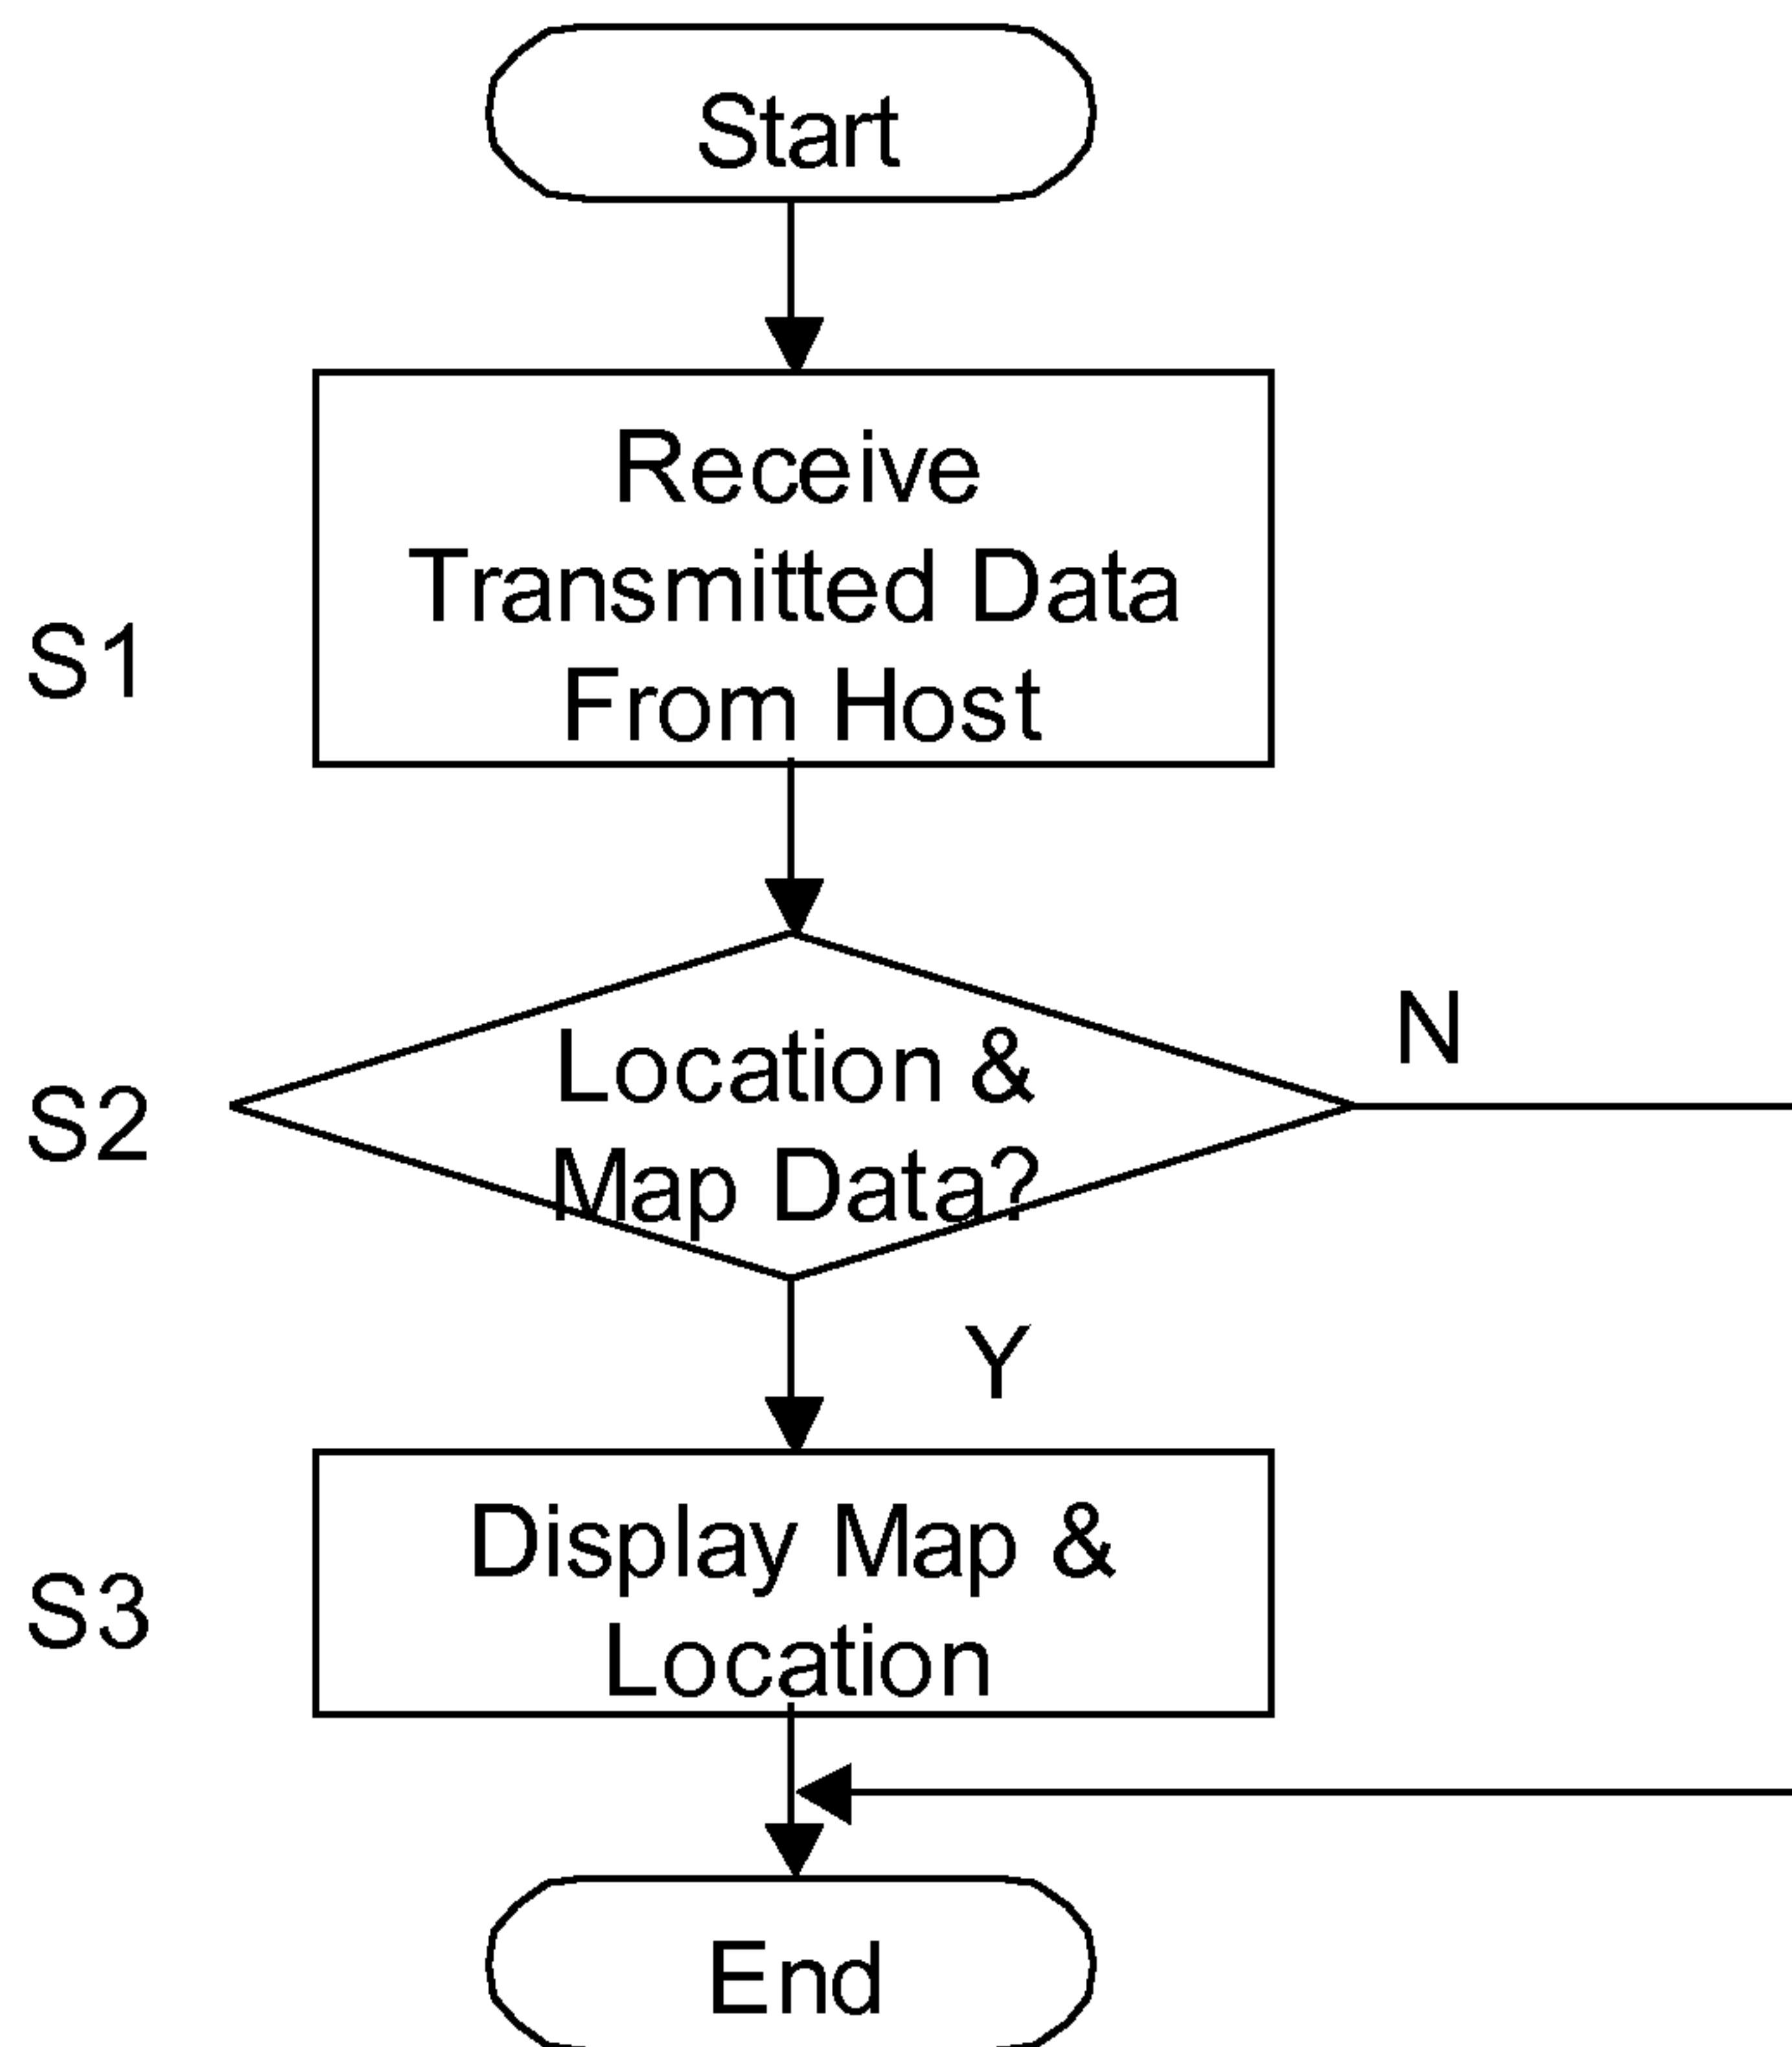 Start
Receive
Transmitted Data
From Host
S1
Location &
Map Data?
N
S2
Y
Display Map &
Location
S3
End